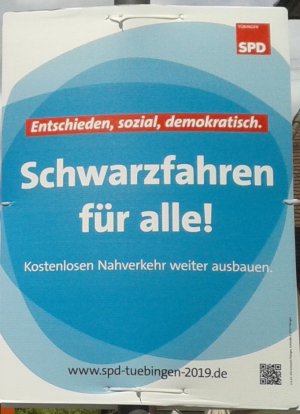 TÜBINGEN
SPD
Entschieden, sozial, demokratisch.
Schwarzfahren
für alle!
Kostenlosen Nahverkehr weiter ausbauen.
www.spd-tuebingen-2019.de